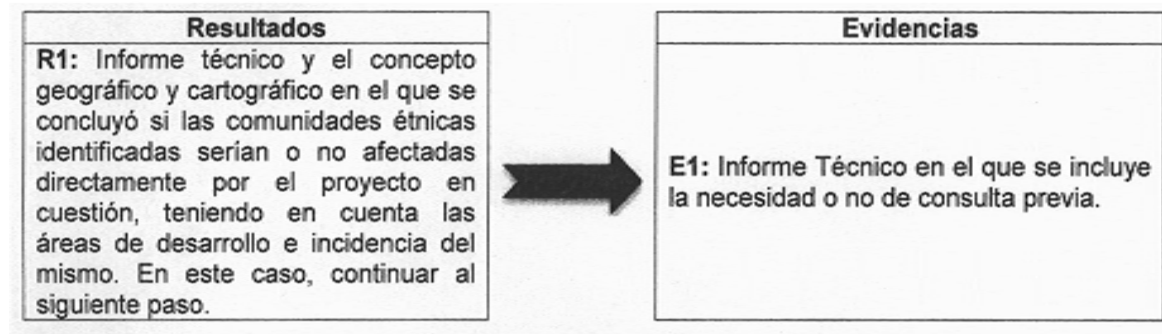 Resultados
R1: Informe técnico y el concepto
geográfico y cartográfico en el que se
concluyó si las comunidades étnicas
identificadas serían o no afectadas
directamente por el proyecto en
cuestión, teniendo en cuenta las
áreas de desarrollo e incidencia del
mismo. En este caso, continuar al
siguiente paso.
Evidencias
E1: Informe Técnico en el que se incluye
la necesidad o no de consulta previa.